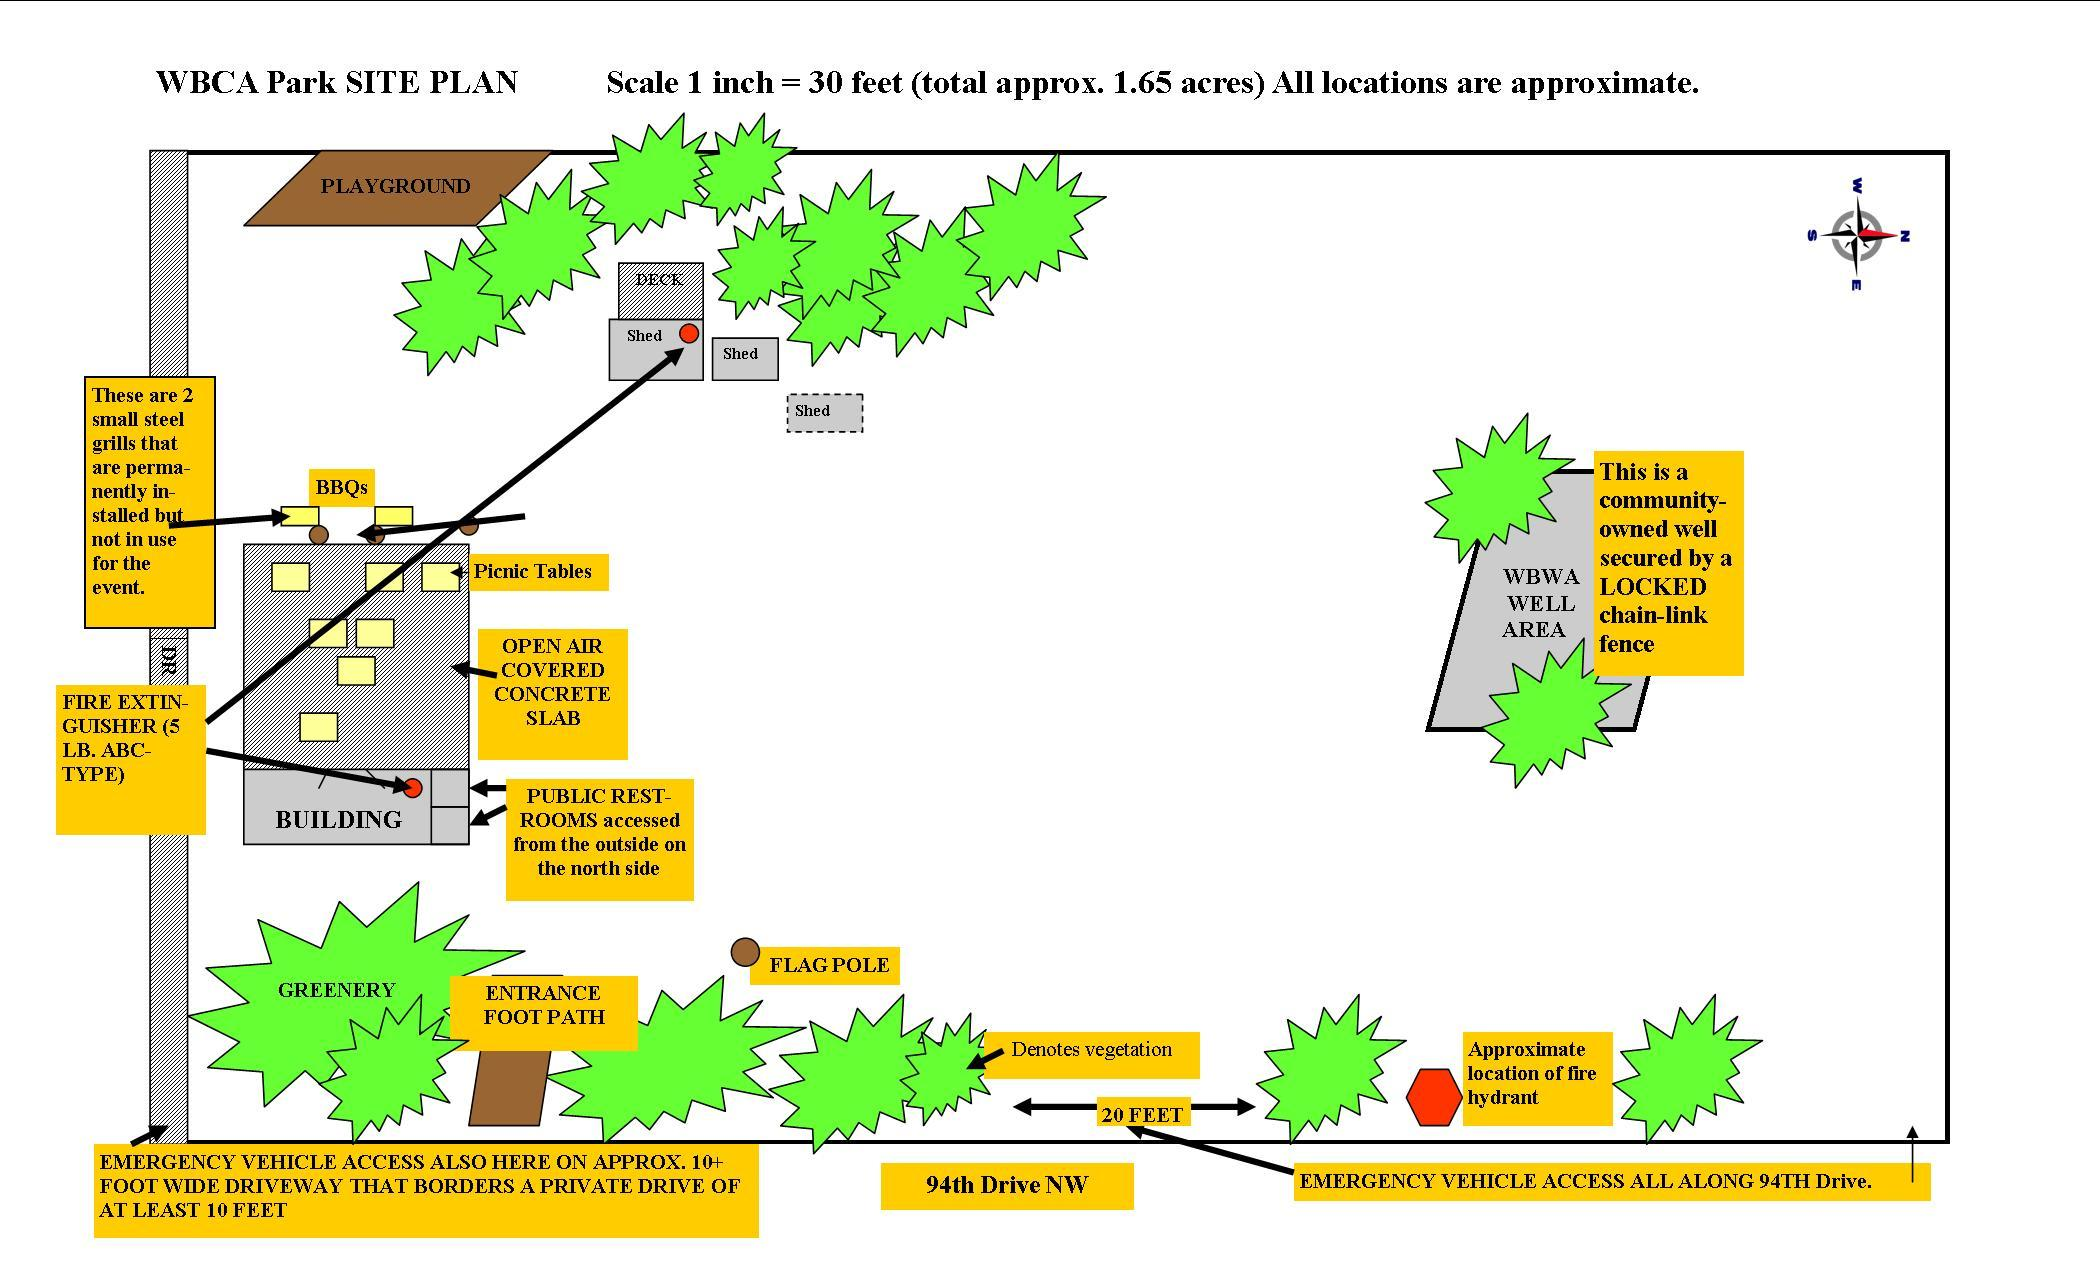 WBCA Park SITE PLAN Scale 1 inch = 30 feet (total approx. 1.65 acres) All locations are approximate.
PLAYGROUND
W
S N
E
DECK
Shed
Shed
Shed
These are 2
small steel
grills that
are perma-
nently in-
stalled but
not in use
for the
event.
BBQs
Picnic Tables
This is a
community-
owned well
secured by a
LOCKED
chain-link
fence
WBWA
WELL
AREA
OPEN AIR
COVERED
CONCRETE
SLAB
DR
FIRE EXTIN-
GUISHER (5
LB. ABC-
TYPE)
BUILDING
PUBLIC REST-
ROOMS accessed
from the outside on
the north side
GREENERY
ENTRANCE
FOOT PATH
FLAG POLE
Denotes vegetation
20 FEET
Approximate
location of fire
hydrant
EMERGENCY VEHICLE ACCESS ALSO HERE ON APPROX. 10+
FOOT WIDE DRIVEWAY THAT BORDERS A PRIVATE DRIVE OF
AT LEAST 10 FEET
94th Drive NW
EMERGENCY VEHICLE ACCESS ALL ALONG 94TH Drive.